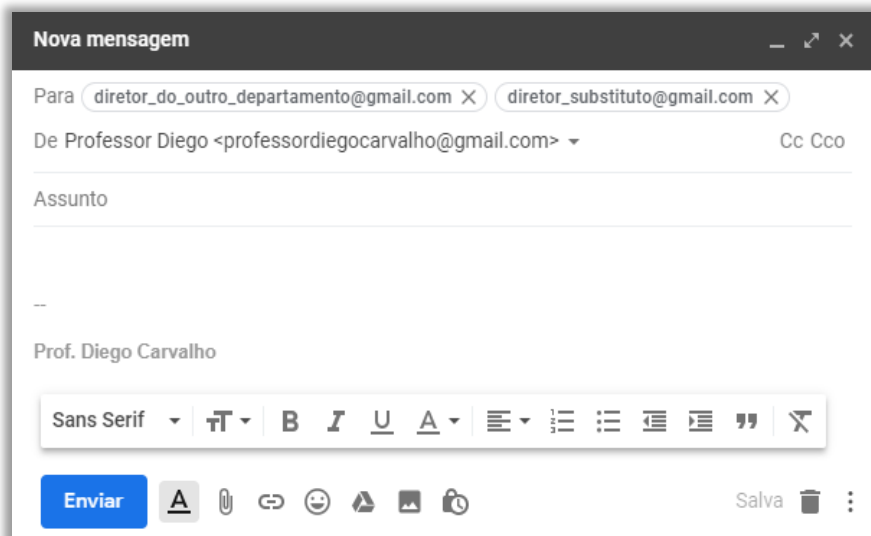 Nova mensagem
Para diretor_do_outro_departamento@gmail.com diretor_substituto@gmail.com
De Professor Diego <professordiegocarvalho@gmail.com> Cc Cco
Assunto
--
Prof. Diego Carvalho
Sans Serif
Enviar Salva